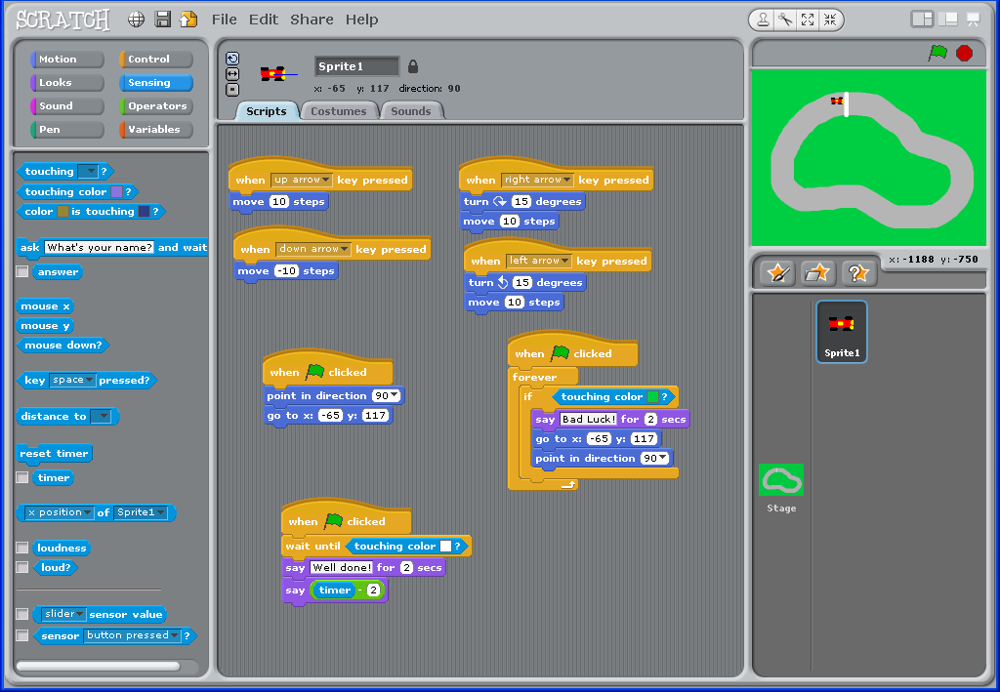 SCRATCH File Edit Share Help
Motion Control
Looks Sensing
Sound Operators
Pen Variables
touching ?
touching color ?
color is touching ?
ask What's your name? and wait
answer
mouse x
mouse y
mouse down?
key space pressed?
distance to
reset timer
timer
x position of Sprite1
loudness
loud?
slider sensor value
sensor button pressed ?
Sprite1
x: -65 y: 117 direction: 90
Scripts Costumes Sounds
when up arrow key pressed
move 10 steps
when right arrow key pressed
turn 15 degrees
move 10 steps
when down arrow key pressed
move -10 steps
when left arrow key pressed
turn 15 degrees
move 10 steps
when clicked
point in direction 90
go to x: -65 y: 117
when clicked
forever
if touching color ?
say Bad Luck! for 2 secs
go to x: -65 y: 117
point in direction 90
when clicked
wait until touching color ?
say Well done! for 2 secs
say timer - 2
x: -1188 y: -750
Sprite1
Stage